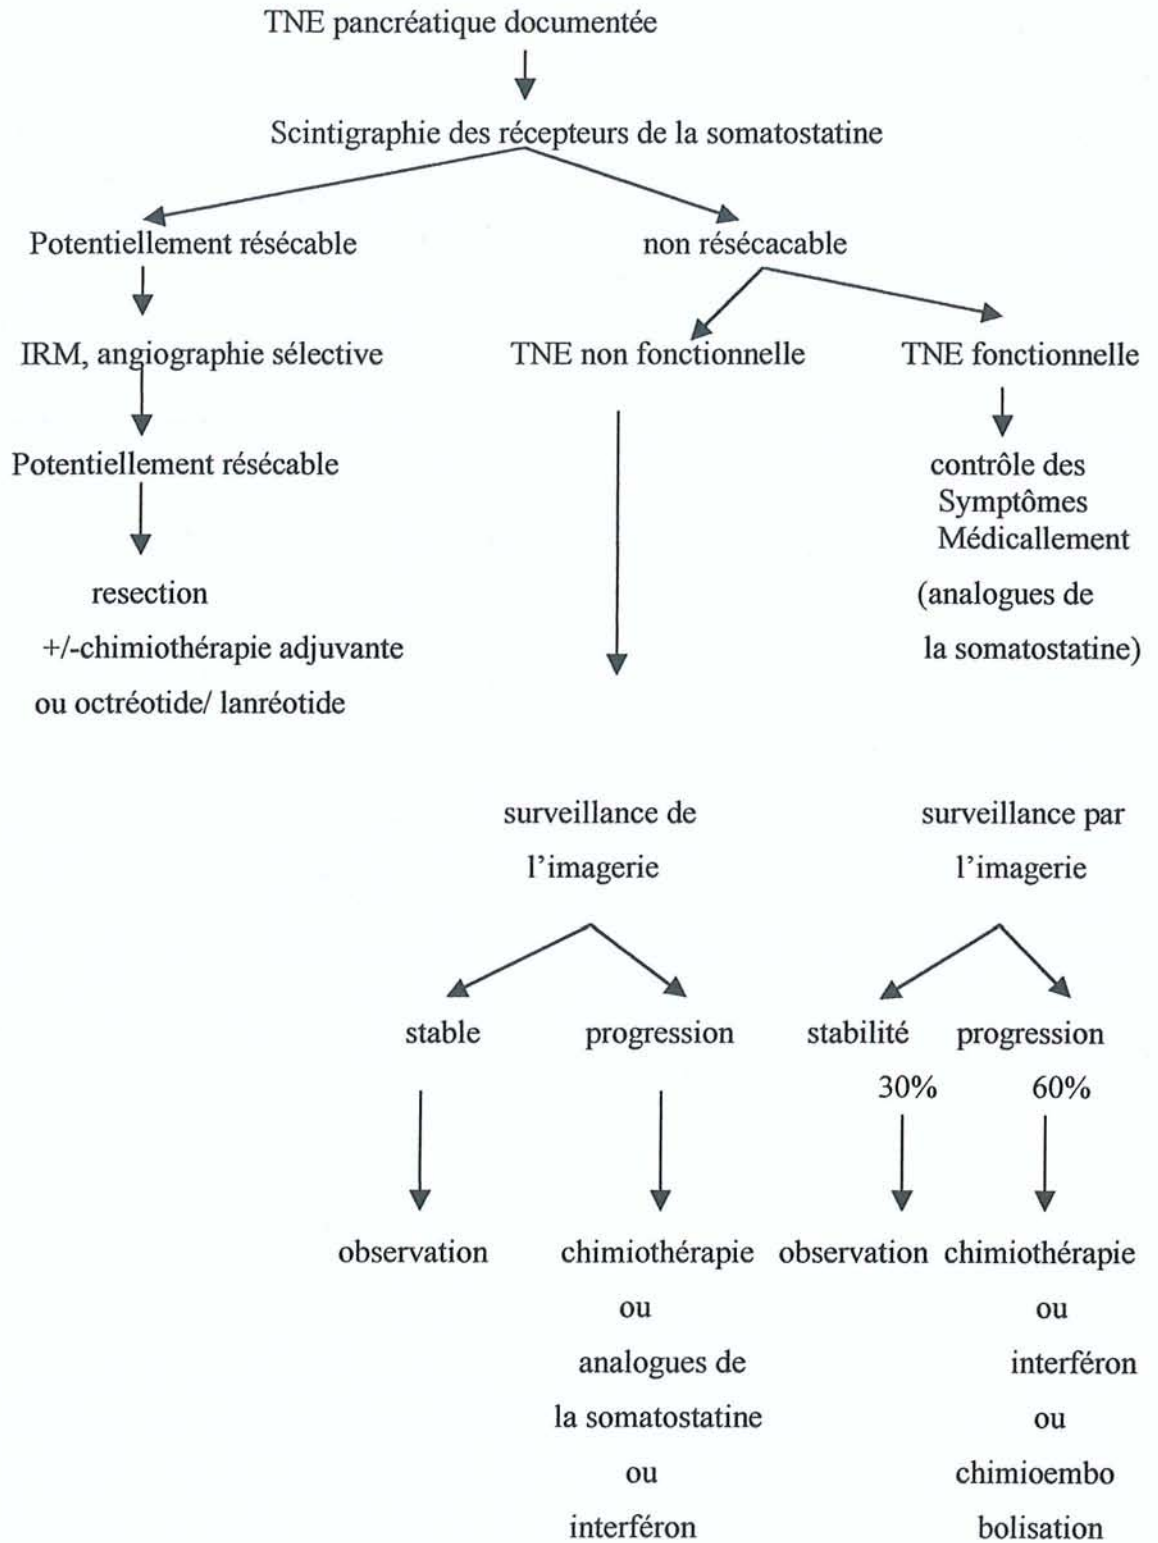 TNE pancréatique documentée
Scintigraphie des récepteurs de la somatostatine
Potentiellement résécable
non résécacable
IRM, angiographie sélective
TNE non fonctionnelle
TNE fonctionnelle
Potentiellement résécable
contrôle des
Symptômes
Médicallement
resection
(analogues de
+/-chimiothérapie adjuvante
la somatostatine)
ou octréotide/ lanréotide
surveillance de
l'imagerie
surveillance par
l'imagerie
stable
progression
stabilité
progression
30%
60%
observation
chimiothérapie
ou
analogues de
la somatostatine
ou
interféron
observation
chimiothérapie
ou
interféron
ou
chimioembo
bolisation